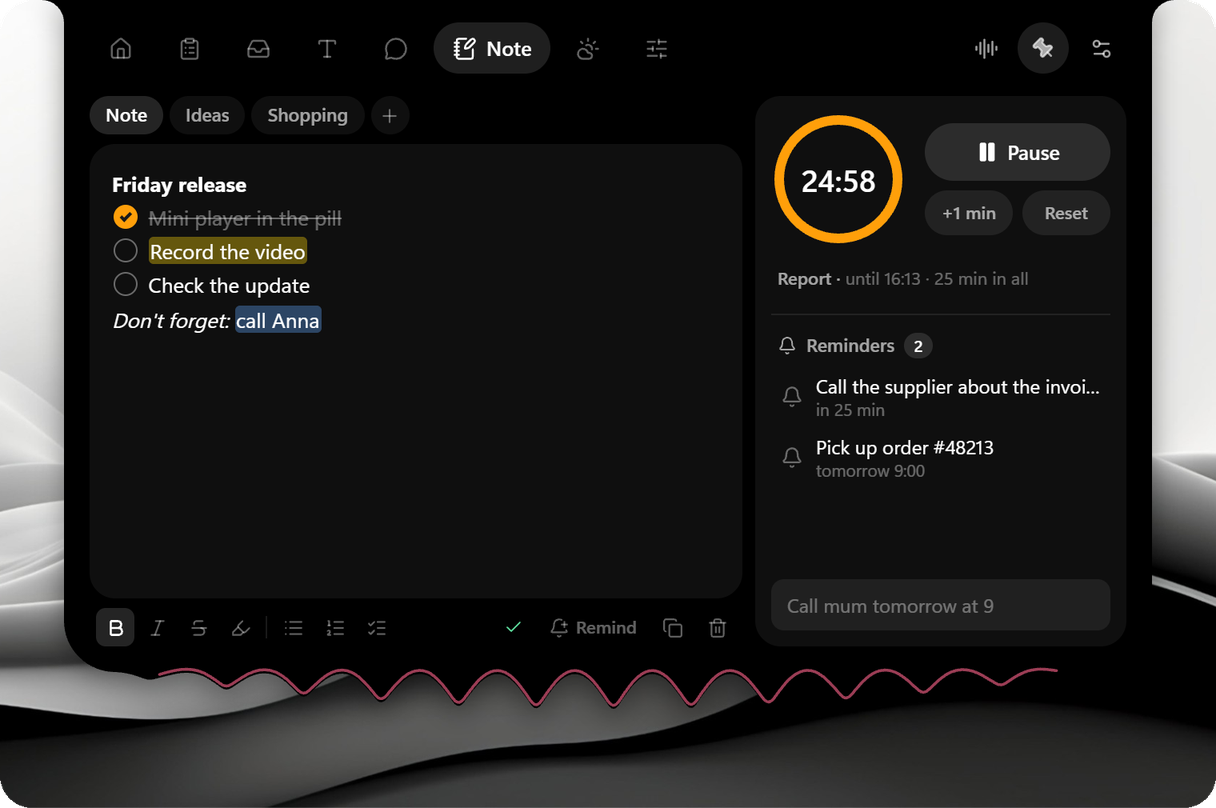 Note
Note
Ideas
Shopping
Friday release
Mini player in the pill
Record the video
Check the update
Don't forget: call Anna
B
Remind
24:58
Pause
+1 min
Reset
Report · until 16:13 · 25 min in all
Reminders 2
Call the supplier about the invoi...
in 25 min
Pick up order #48213
tomorrow 9:00
Call mum tomorrow at 9